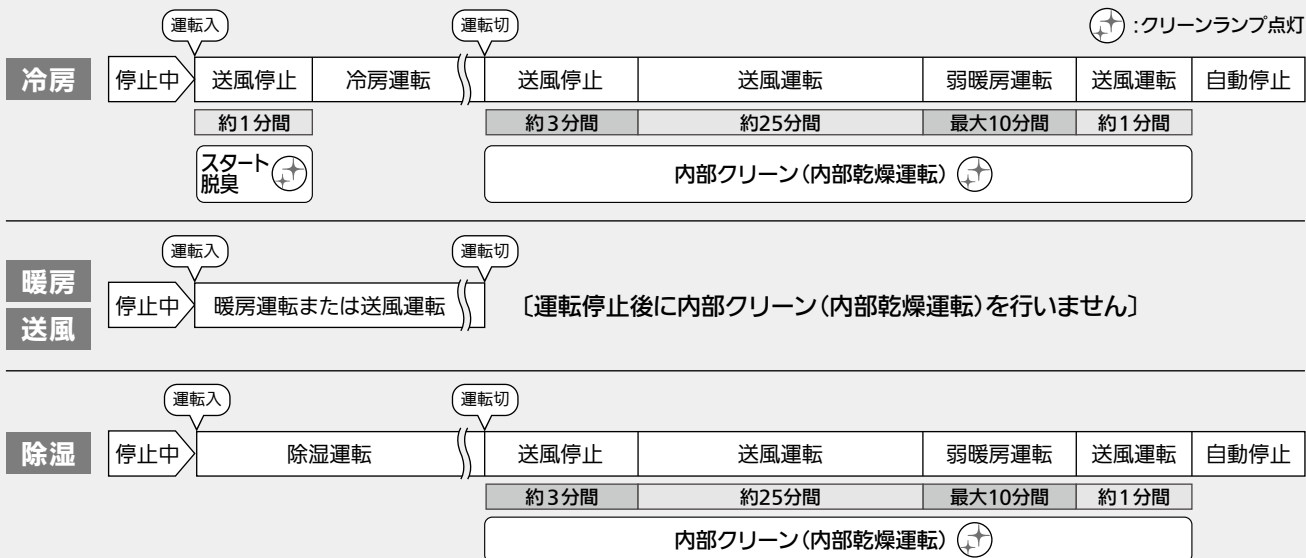 :クリーンランプ点灯
運転入
運転切
冷房
停止中
送風停止
冷房運転
送風停止
送風運転
弱暖房運転
送風運転
自動停止
約1分間
約3分間
約25分間
最大10分間
約1分間
スタート
脱臭
内部クリーン(内部乾燥運転)
運転入
運転切
暖房
送風
停止中
暖房運転または送風運転
〔運転停止後に内部クリーン(内部乾燥運転)を行いません〕
運転入
運転切
除湿
停止中
除湿運転
送風停止
送風運転
弱暖房運転
送風運転
自動停止
約3分間
約25分間
最大10分間
約1分間
内部クリーン(内部乾燥運転)